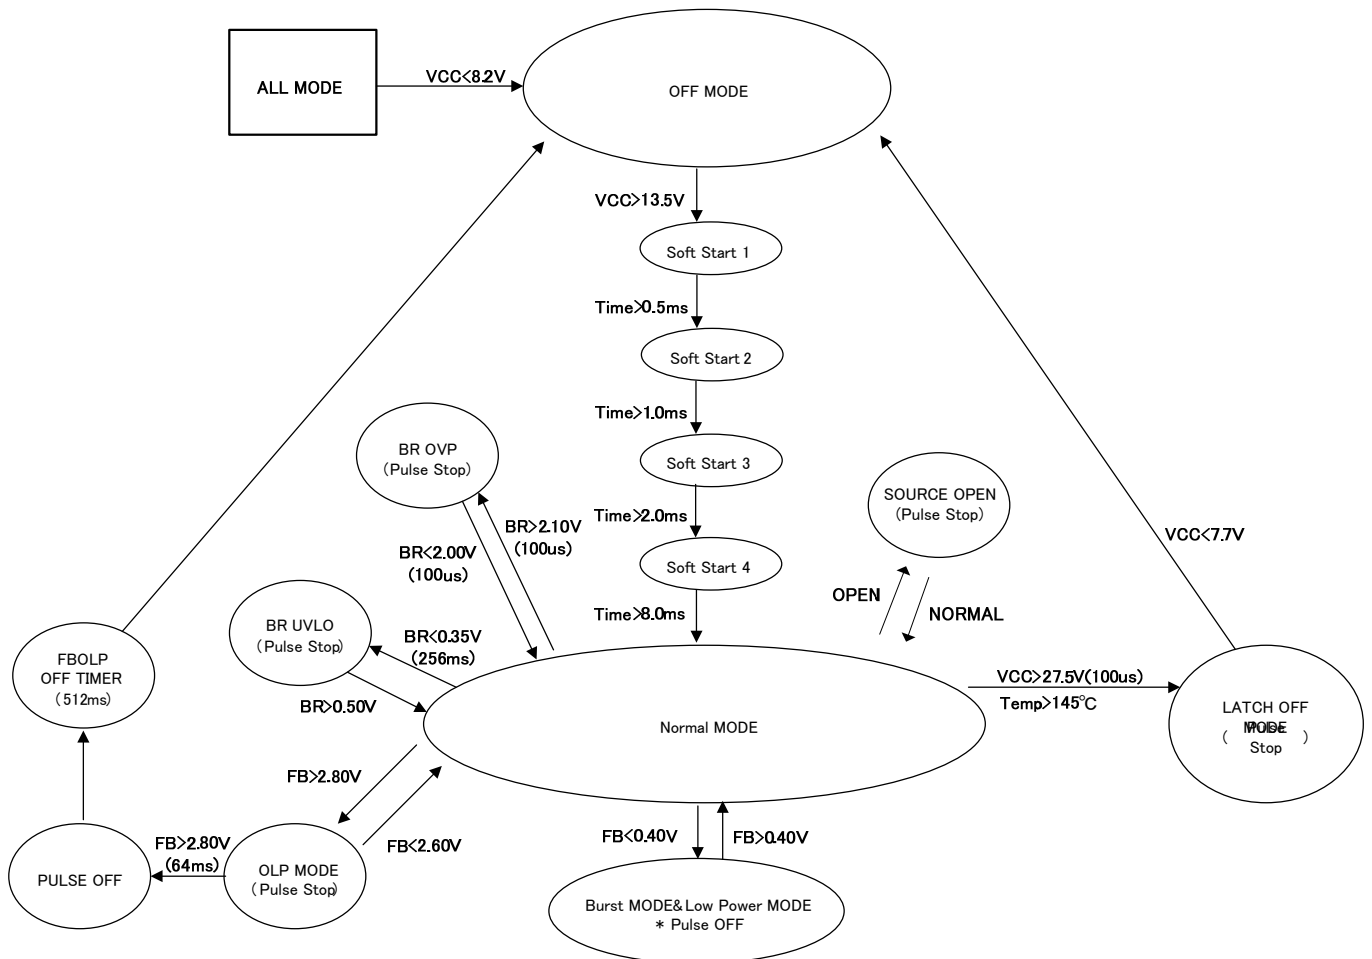 ALL MODE
VCC<8.2V
OFF MODE
VCC>13.5V
Soft Start 1
Time>0.5ms
Soft Start 2
Time>1.0ms
Soft Start 3
Time>2.0ms
Soft Start 4
Time>8.0ms
BR OVP
(Pulse Stop)
BR>2.10V
(100us)
BR<2.00V
(100us)
SOURCE OPEN
(Pulse Stop)
OPEN
NORMAL
VCC<7.7V
BR UVLO
(Pulse Stop)
BR<0.35V
(256ms)
BR>0.50V
FBOLP
OFF TIMER
(512ms)
Normal MODE
VCC>27.5V(100us)
Temp>145℃
LATCH OFF
MODE
( Pulse )
Stop
FB>2.80V
FB<2.60V
FB>2.80V
(64ms)
PULSE OFF
OLP MODE
(Pulse Stop)
FB<0.40V
FB>0.40V
Burst MODE&Low Power MODE
* Pulse OFF